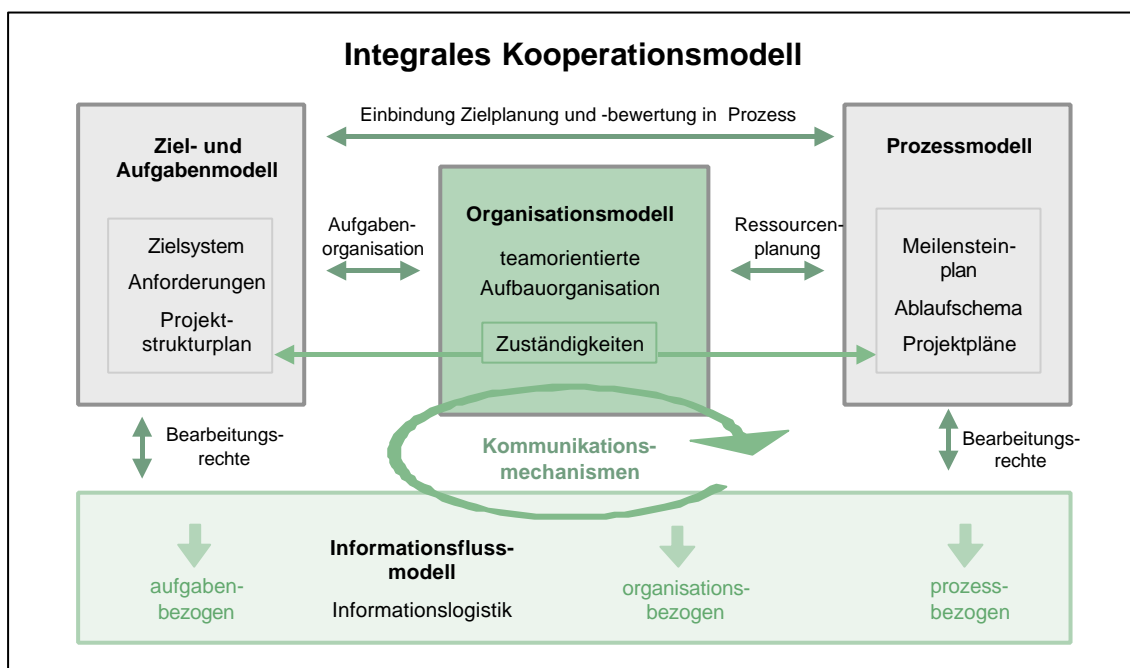 Integrales Kooperationsmodell
Einbindung Zielplanung und -bewertung in Prozess
Ziel- und
Aufgabenmodell
Zielsystem
Anforderungen
Projekt-
strukturplan
Aufgaben-
organisation
Organisationsmodell
teamorientierte
Aufbauorganisation
Zuständigkeiten
Ressourcen-
planung
Prozessmodell
Meilenstein-
plan
Ablaufschema
Projektpläne
Bearbeitungs-
rechte
Kommunikations-
mechanismen
Bearbeitungs-
rechte
aufgaben-
bezogen
Informationsfluss-
modell
Informationslogistik
organisations-
bezogen
prozess-
bezogen